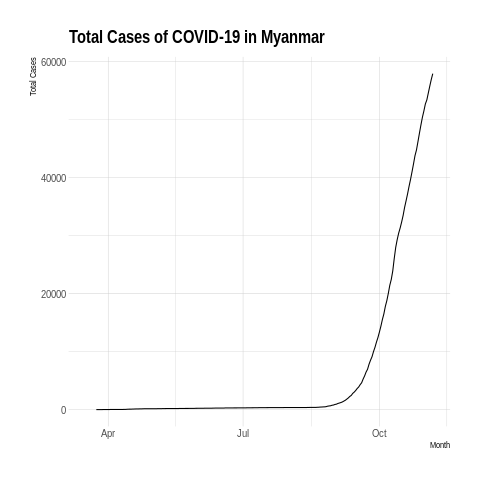 Total Cases of COVID-19 in Myanmar
Total Cases
60000
40000
20000
0
Apr Jul Oct
Month